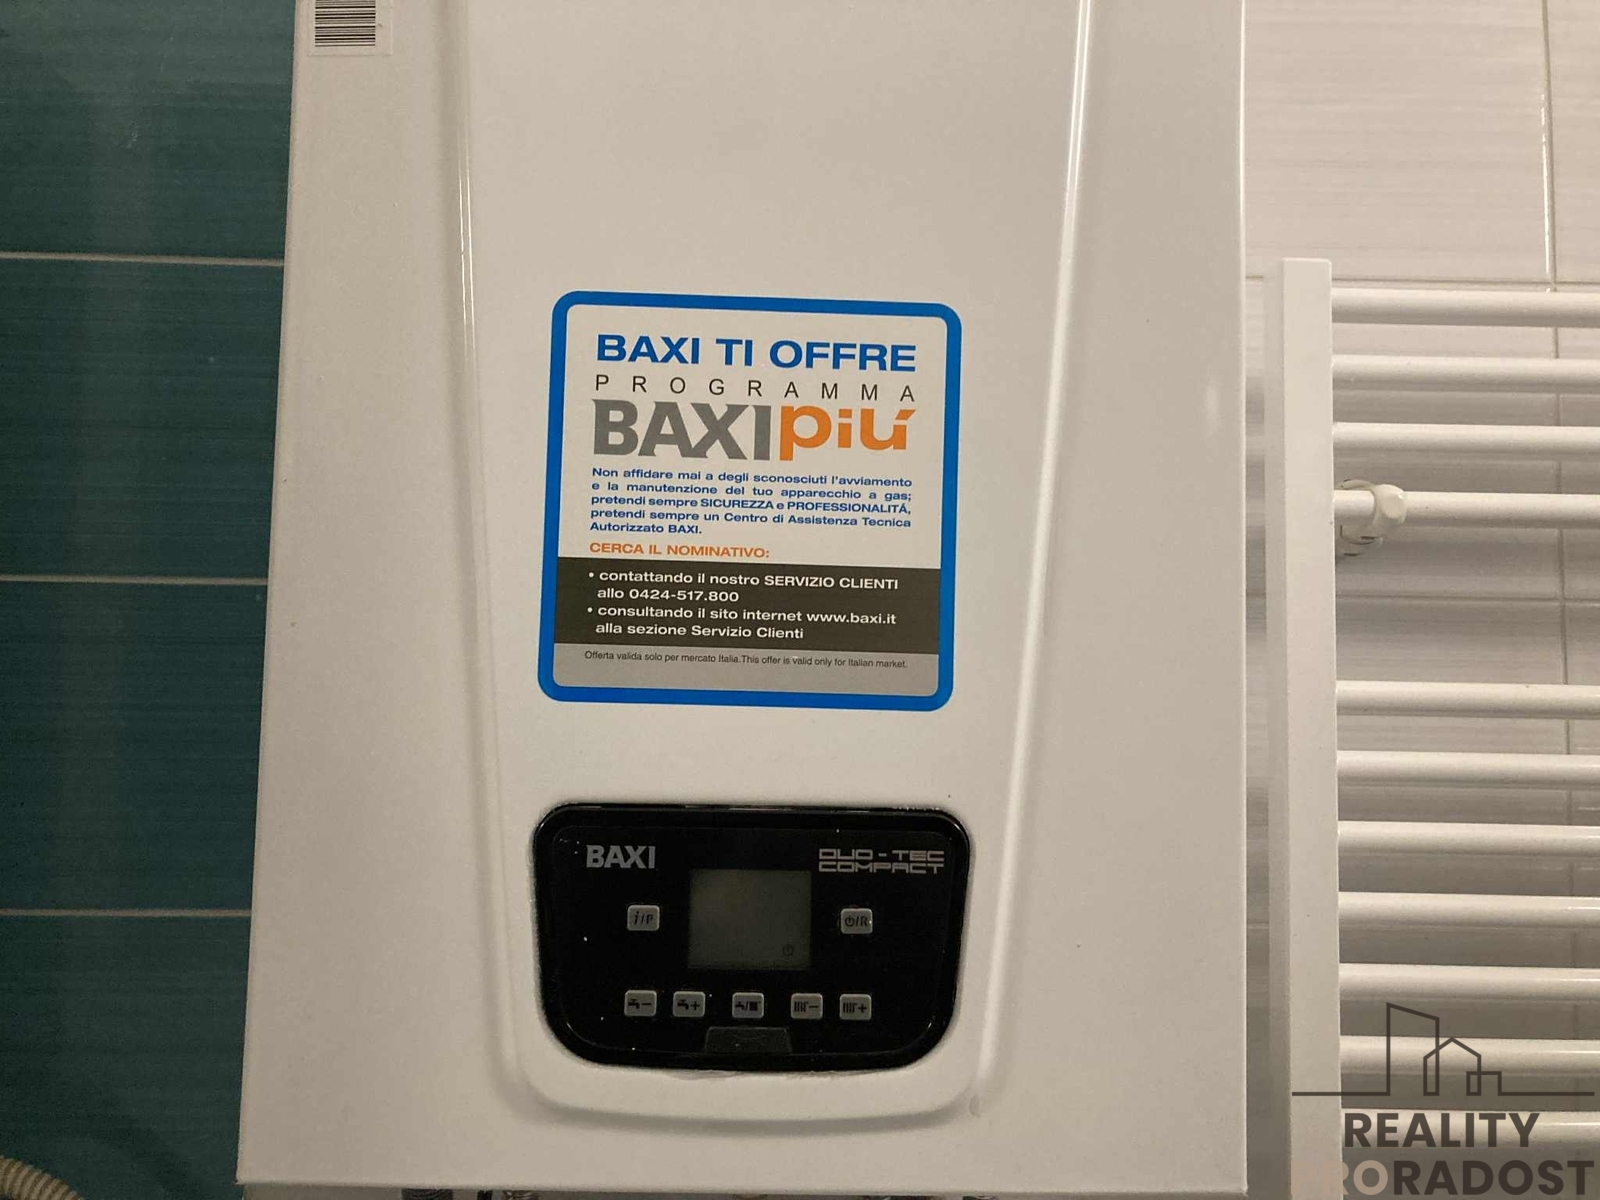 BAXI TI OFFRE
PROGRAMMA
BAXI più
Non affidare mai a degli sconosciuti l'avviamento
e la manutenzione del tuo apparecchio a gas;
pretendi sempre SICUREZZA e PROFESSIONALITÁ,
pretendi sempre un Centro di Assistenza Tecnica
Autorizzato BAXI.
CERCA IL NOMINATIVO:
• contattando il nostro SERVIZIO CLIENTI
allo 0424-517.800
• consultando il sito internet www.baxi.it
alla sezione Servizio Clienti
Offerta valida solo per mercato Italia.This offer is valid only for Italian market.
BAXI
DUO-TEC
COMPACT
i/P
/R
REALITY
PRORADOST